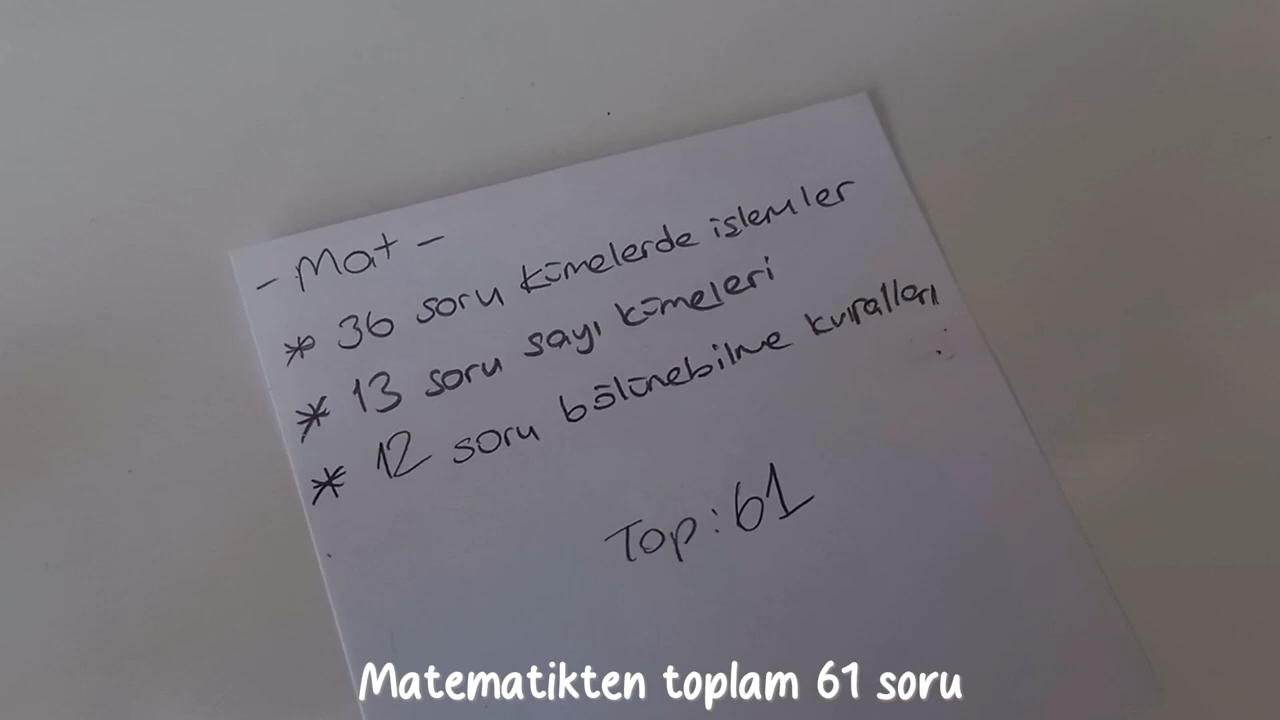 - Mat -
* 36 soru kümelerde işlemler
* 13 soru sayı kümeleri
* 12 soru bölünebilme kuralları
Top: 61
Matematikten toplam 61 soru